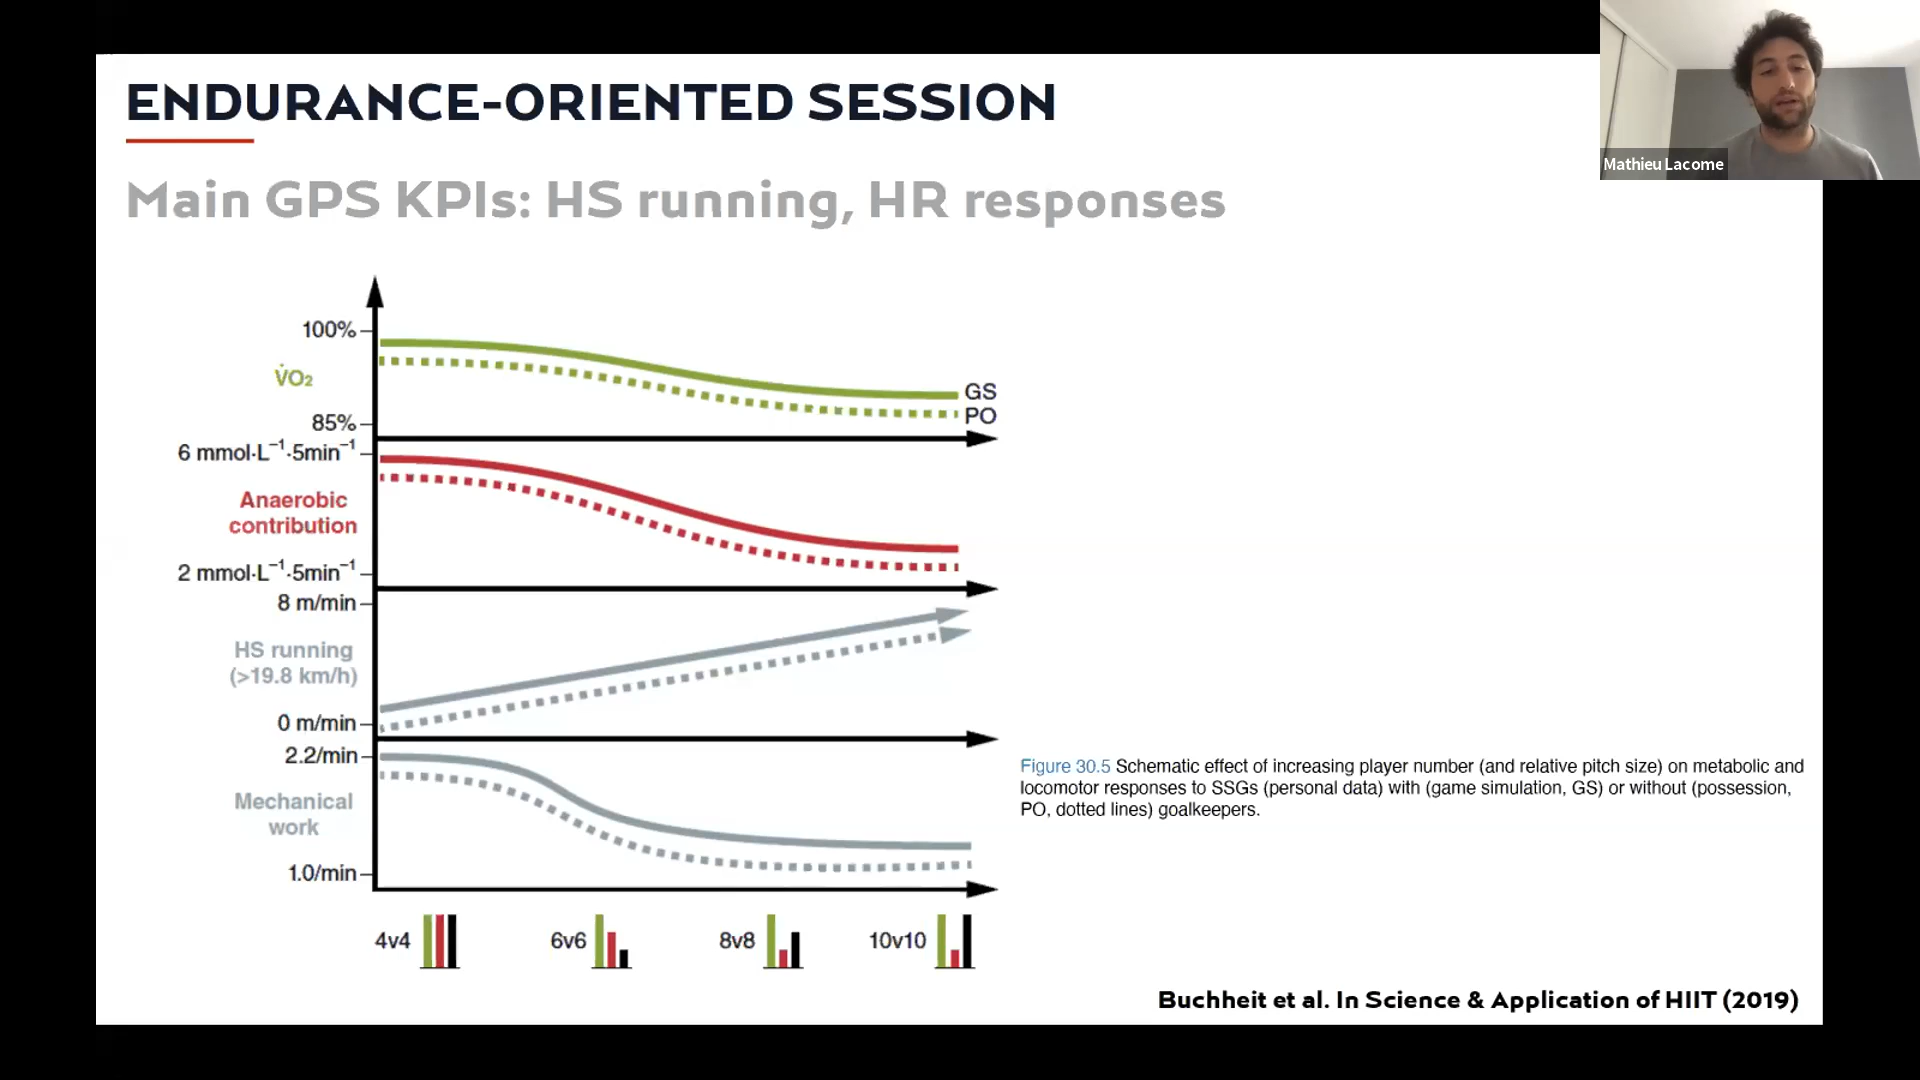 ENDURANCE-ORIENTED SESSION
Mathieu Lacome
Main GPS KPIs: HS running, HR responses
100%
V̇O₂
85%
GS
PO
6 mmol·L⁻¹·5min⁻¹
Anaerobic
contribution
2 mmol·L⁻¹·5min⁻¹
8 m/min
HS running
(>19.8 km/h)
0 m/min
2.2/min
Mechanical
work
1.0/min
4v4 6v6 8v8 10v10
Figure 30.5 Schematic effect of increasing player number (and relative pitch size) on metabolic and
locomotor responses to SSGs (personal data) with (game simulation, GS) or without (possession,
PO, dotted lines) goalkeepers.
Buchheit et al. In Science & Application of HIIT (2019)